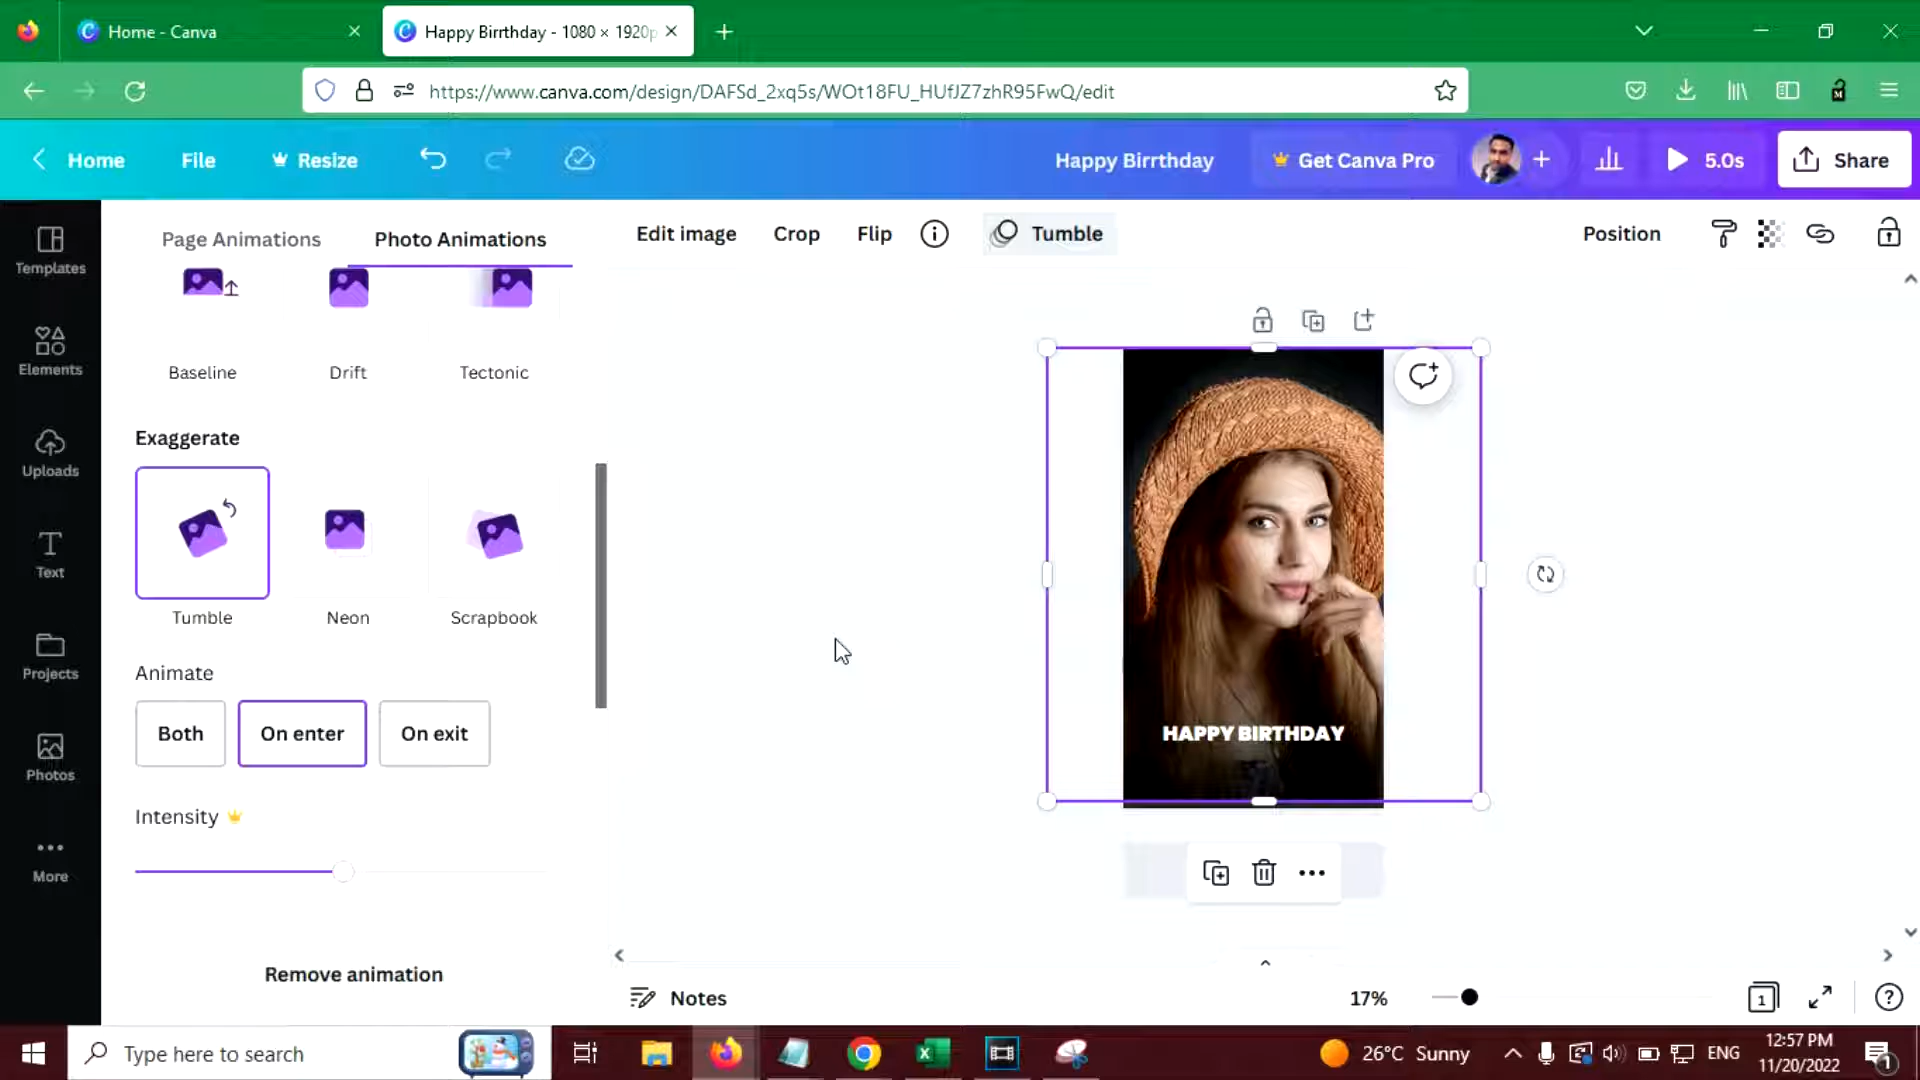 Home - Canva
Happy Birrthday - 1080 × 1920p
https://www.canva.com/design/DAFSd_2xq5s/WOt18FU_HUfJZ7zhR95FwQ/edit
Home
File
Resize
Happy Birrthday
Get Canva Pro
5.0s
Share
Templates
Elements
Uploads
Text
Projects
Photos
More
Page Animations
Photo Animations
Baseline
Drift
Tectonic
Exaggerate
Tumble
Neon
Scrapbook
Animate
Both
On enter
On exit
Intensity
Remove animation
Edit image
Crop
Flip
Tumble
Position
HAPPY BIRTHDAY
Notes
17%
1
Type here to search
26°C Sunny
ENG
12:57 PM
11/20/2022
1